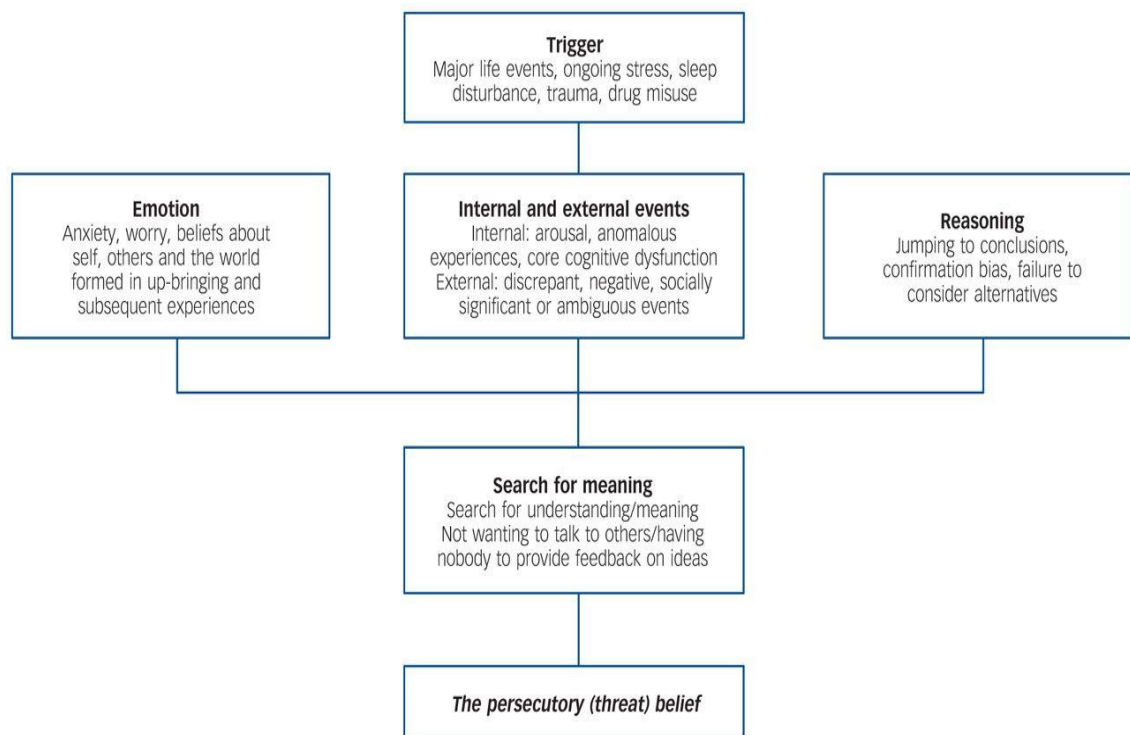 Trigger
Major life events, ongoing stress, sleep
disturbance, trauma, drug misuse
Emotion
Anxiety, worry, beliefs about
self, others and the world
formed in up-bringing and
subsequent experiences
Internal and external events
Internal: arousal, anomalous
experiences, core cognitive dysfunction
External: discrepant, negative, socially
significant or ambiguous events
Reasoning
Jumping to conclusions,
confirmation bias, failure to
consider alternatives
Search for meaning
Search for understanding/meaning
Not wanting to talk to others/having
nobody to provide feedback on ideas
The persecutory (threat) belief